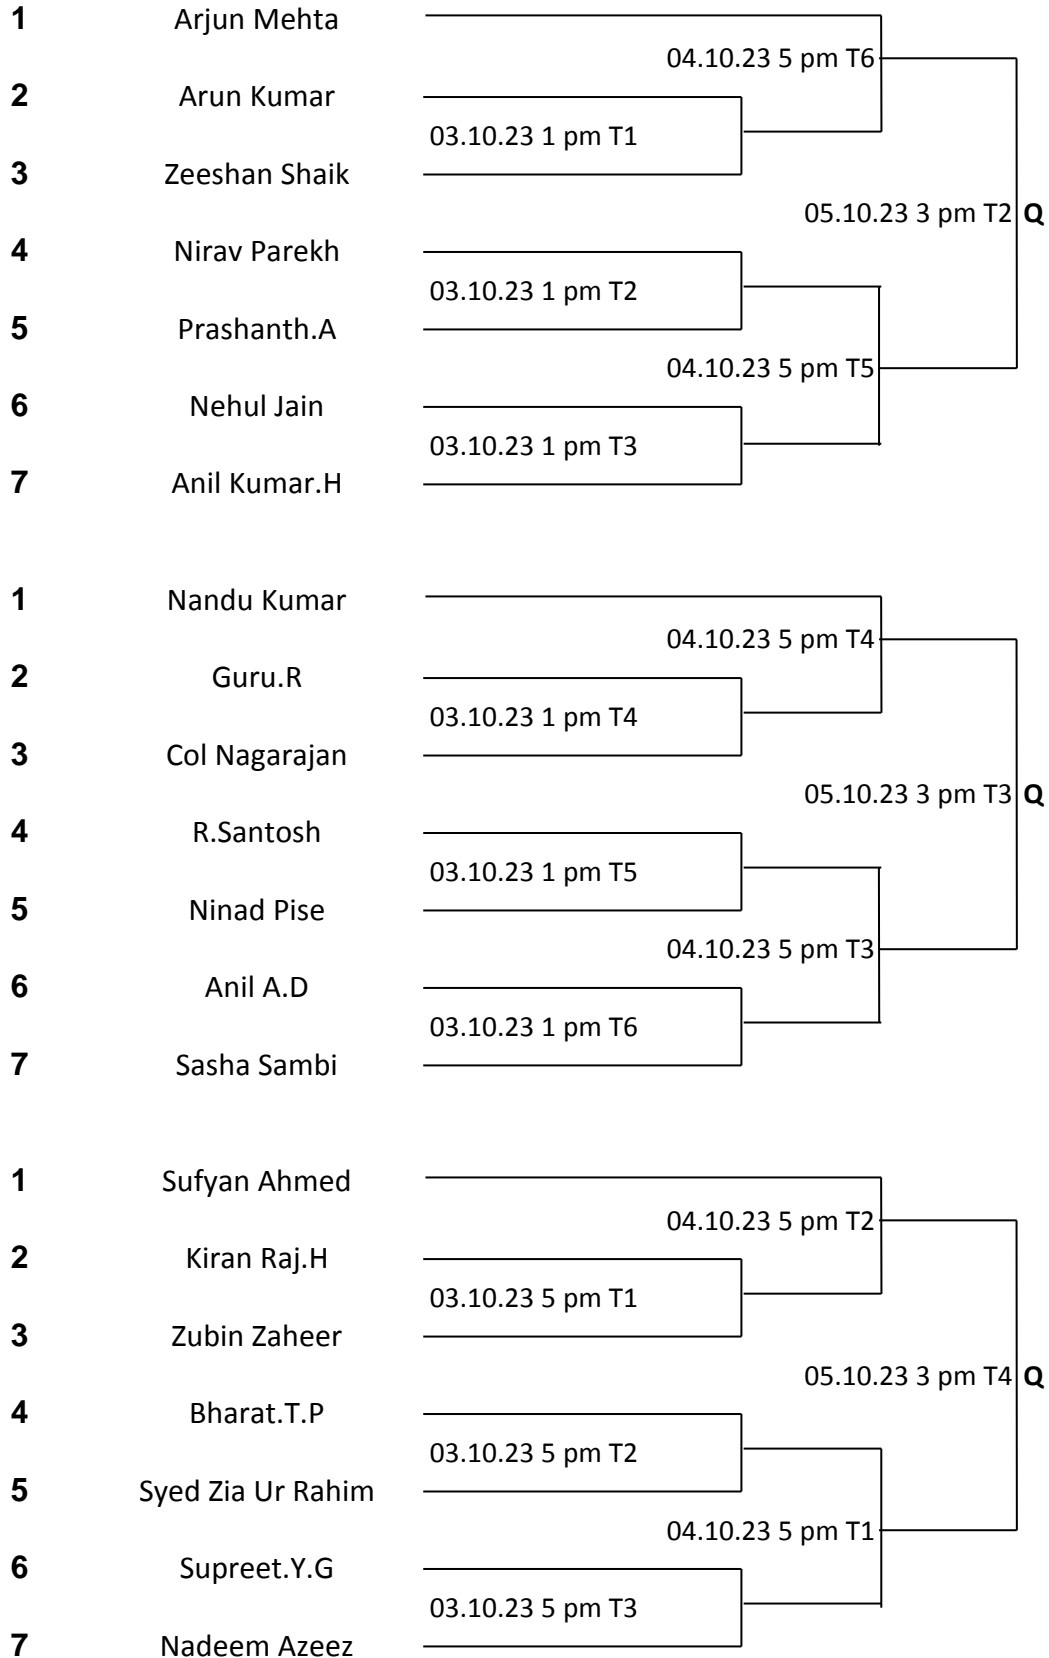 1 Arjun Mehta
04.10.23 5 pm T6
2 Arun Kumar
03.10.23 1 pm T1
3 Zeeshan Shaik
05.10.23 3 pm T2 Q
4 Nirav Parekh
03.10.23 1 pm T2
5 Prashanth.A
04.10.23 5 pm T5
6 Nehul Jain
03.10.23 1 pm T3
7 Anil Kumar.H
1 Nandu Kumar
04.10.23 5 pm T4
2 Guru.R
03.10.23 1 pm T4
3 Col Nagarajan
05.10.23 3 pm T3 Q
4 R.Santosh
03.10.23 1 pm T5
5 Ninad Pise
04.10.23 5 pm T3
6 Anil A.D
03.10.23 1 pm T6
7 Sasha Sambi
1 Sufyan Ahmed
04.10.23 5 pm T2
2 Kiran Raj.H
03.10.23 5 pm T1
3 Zubin Zaheer
05.10.23 3 pm T4 Q
4 Bharat.T.P
03.10.23 5 pm T2
5 Syed Zia Ur Rahim
04.10.23 5 pm T1
6 Supreet.Y.G
03.10.23 5 pm T3
7 Nadeem Azeez